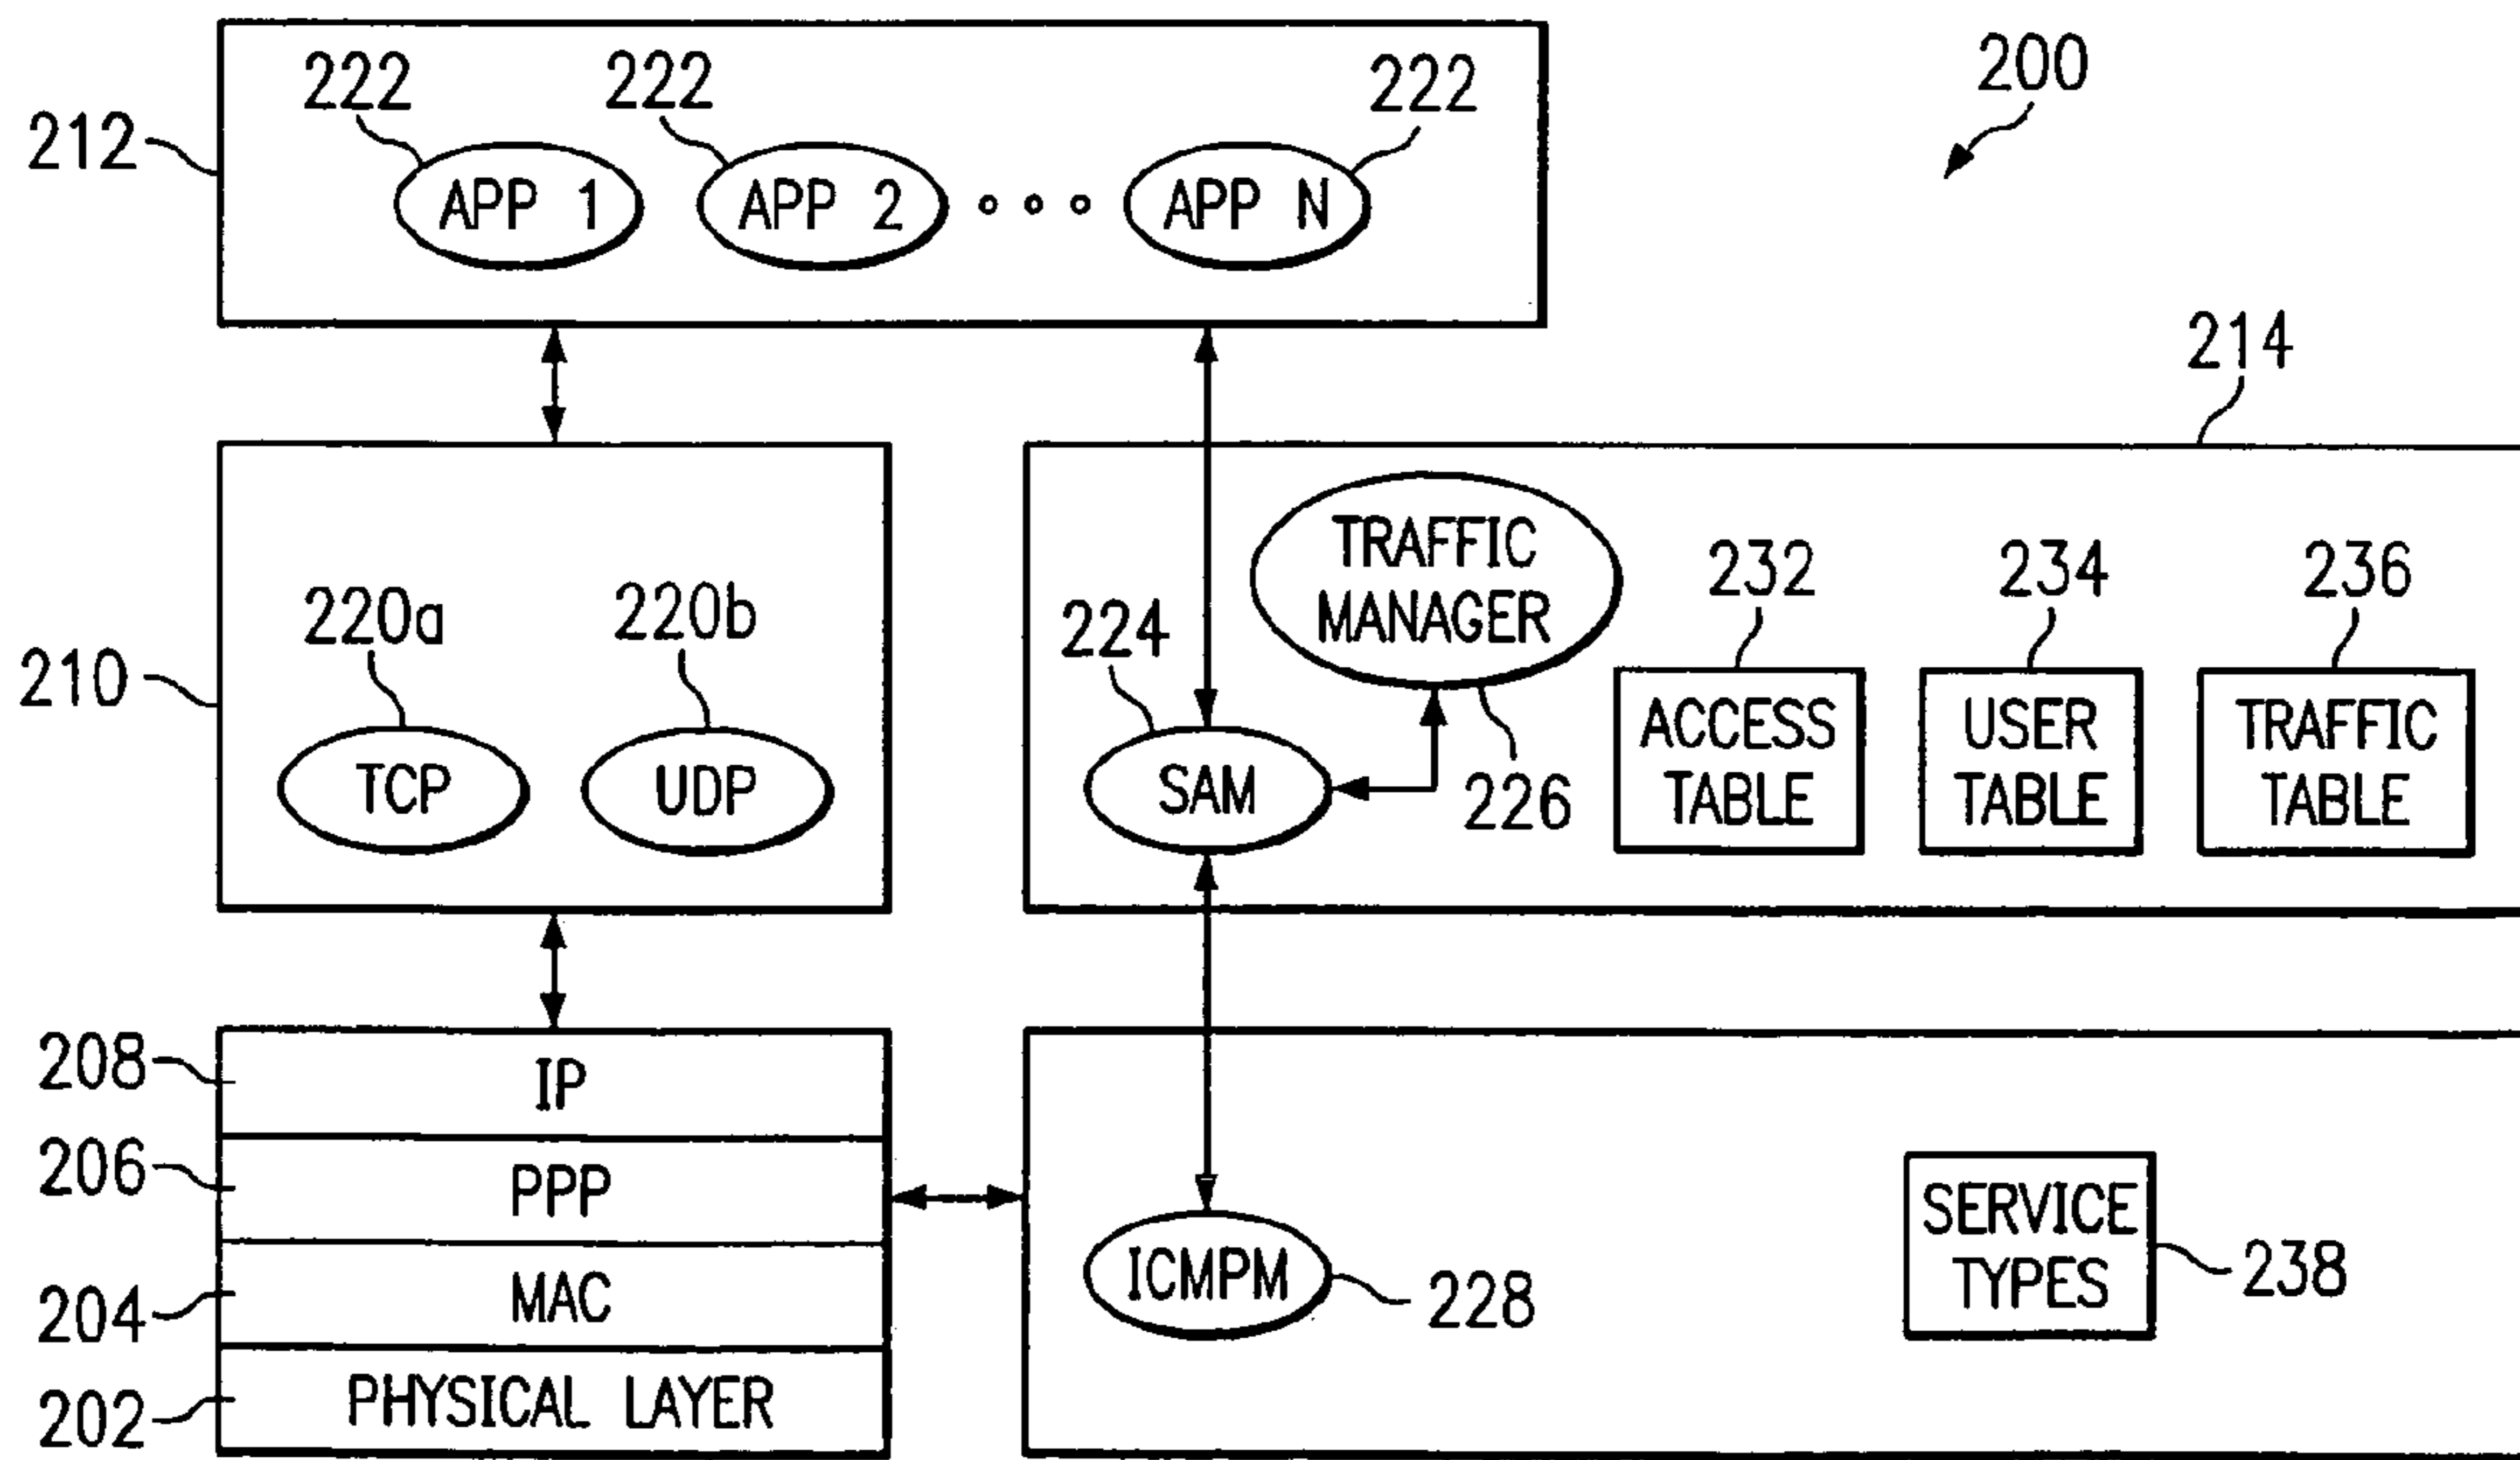 200
222 222 222
212
APP 1 APP 2 APP N
214
232 234 236
TRAFFIC
MANAGER
220a 220b 224
210
ACCESS
TABLE
USER
TABLE
TRAFFIC
TABLE
TCP UDP SAM 226
208 IP
206 PPP
204 MAC
202 PHYSICAL LAYER
ICMPM 228
SERVICE
TYPES
238